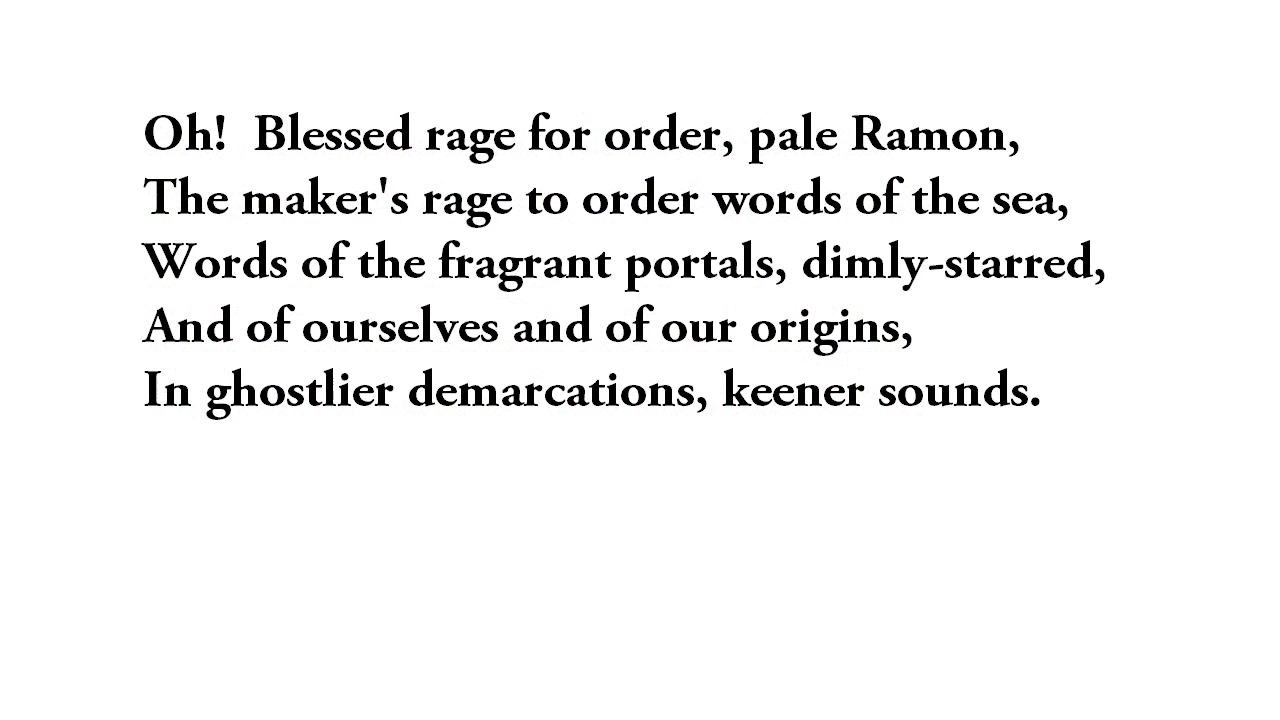 Oh!  Blessed rage for order, pale Ramon,
The maker's rage to order words of the sea,
Words of the fragrant portals, dimly-starred,
And of ourselves and of our origins,
In ghostlier demarcations, keener sounds.